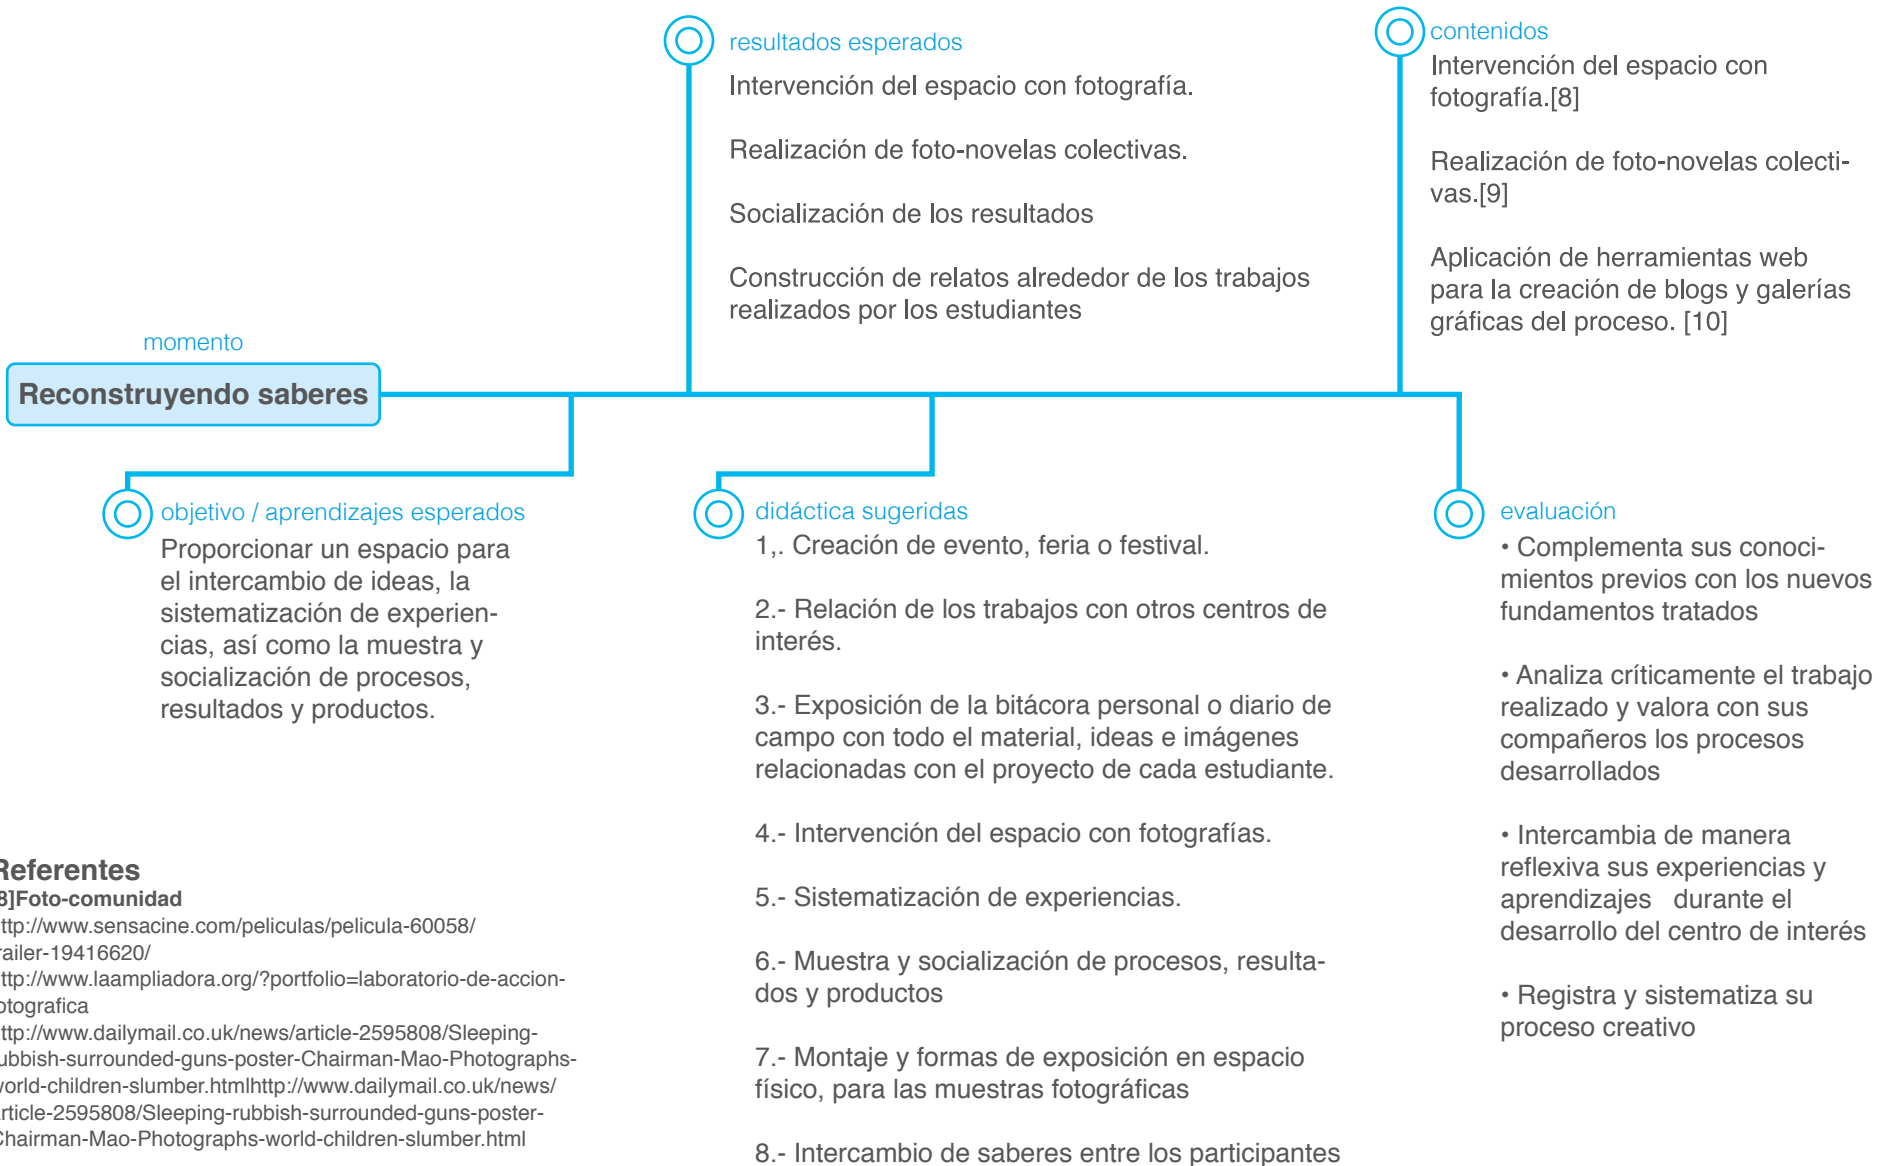 resultados esperados
Intervención del espacio con fotografía.
Realización de foto-novelas colectivas.
Socialización de los resultados
Construcción de relatos alrededor de los trabajos
realizados por los estudiantes
contenidos
Intervención del espacio con
fotografía.[8]
Realización de foto-novelas colecti-
vas.[9]
Aplicación de herramientas web
para la creación de blogs y galerías
gráficas del proceso. [10]
momento
Reconstruyendo saberes
objetivo / aprendizajes esperados
Proporcionar un espacio para
el intercambio de ideas, la
sistematización de experien-
cias, así como la muestra y
socialización de procesos,
resultados y productos.
didáctica sugeridas
1,. Creación de evento, feria o festival.
2.- Relación de los trabajos con otros centros de
interés.
3.- Exposición de la bitácora personal o diario de
campo con todo el material, ideas e imágenes
relacionadas con el proyecto de cada estudiante.
4.- Intervención del espacio con fotografías.
5.- Sistematización de experiencias.
6.- Muestra y socialización de procesos, resulta-
dos y productos
7.- Montaje y formas de exposición en espacio
físico, para las muestras fotográficas
8.- Intercambio de saberes entre los participantes
evaluación
• Complementa sus conoci-
mientos previos con los nuevos
fundamentos tratados
• Analiza críticamente el trabajo
realizado y valora con sus
compañeros los procesos
desarrollados
• Intercambia de manera
reflexiva sus experiencias y
aprendizajes durante el
desarrollo del centro de interés
• Registra y sistematiza su
proceso creativo
Referentes
8]Foto-comunidad
ttp://www.sensacine.com/peliculas/pelicula-60058/
railer-19416620/
ttp://www.laampliadora.org/?portfolio=laboratorio-de-accion-
otografica
ttp://www.dailymail.co.uk/news/article-2595808/Sleeping-
ubbish-surrounded-guns-poster-Chairman-Mao-Photographs-
world-children-slumber.htmlhttp://www.dailymail.co.uk/news/
article-2595808/Sleeping-rubbish-surrounded-guns-poster-
Chairman-Mao-Photographs-world-children-slumber.html